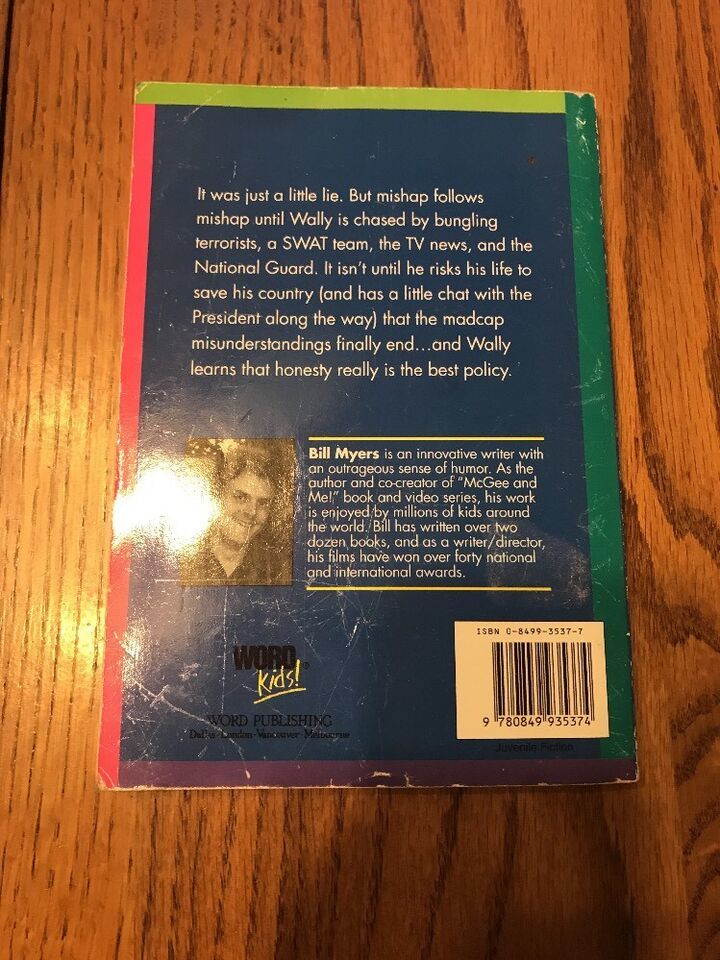 It was just a little lie. But mishap follows
mishap until Wally is chased by bungling
terrorists, a SWAT team, the TV news, and the
National Guard. It isn't until he risks his life to
save his country (and has a little chat with the
President along the way) that the madcap
misunderstandings finally end...and Wally
learns that honesty really is the best policy.
Bill Myers is an innovative writer with
an outrageous sense of humor. As the
author and co-creator of "McGee and
Me!" book and video series, his work
is enjoyed by millions of kids around
the world. Bill has written over two
dozen books, and as a writer/director,
his films have won over forty national
and international awards.
WORD
Kids!
WORD PUBLISHING
Dallas · London · Vancouver · Melbourne
ISBN 0-8499-3537-7
9 780849 935374
Juvenile Fiction